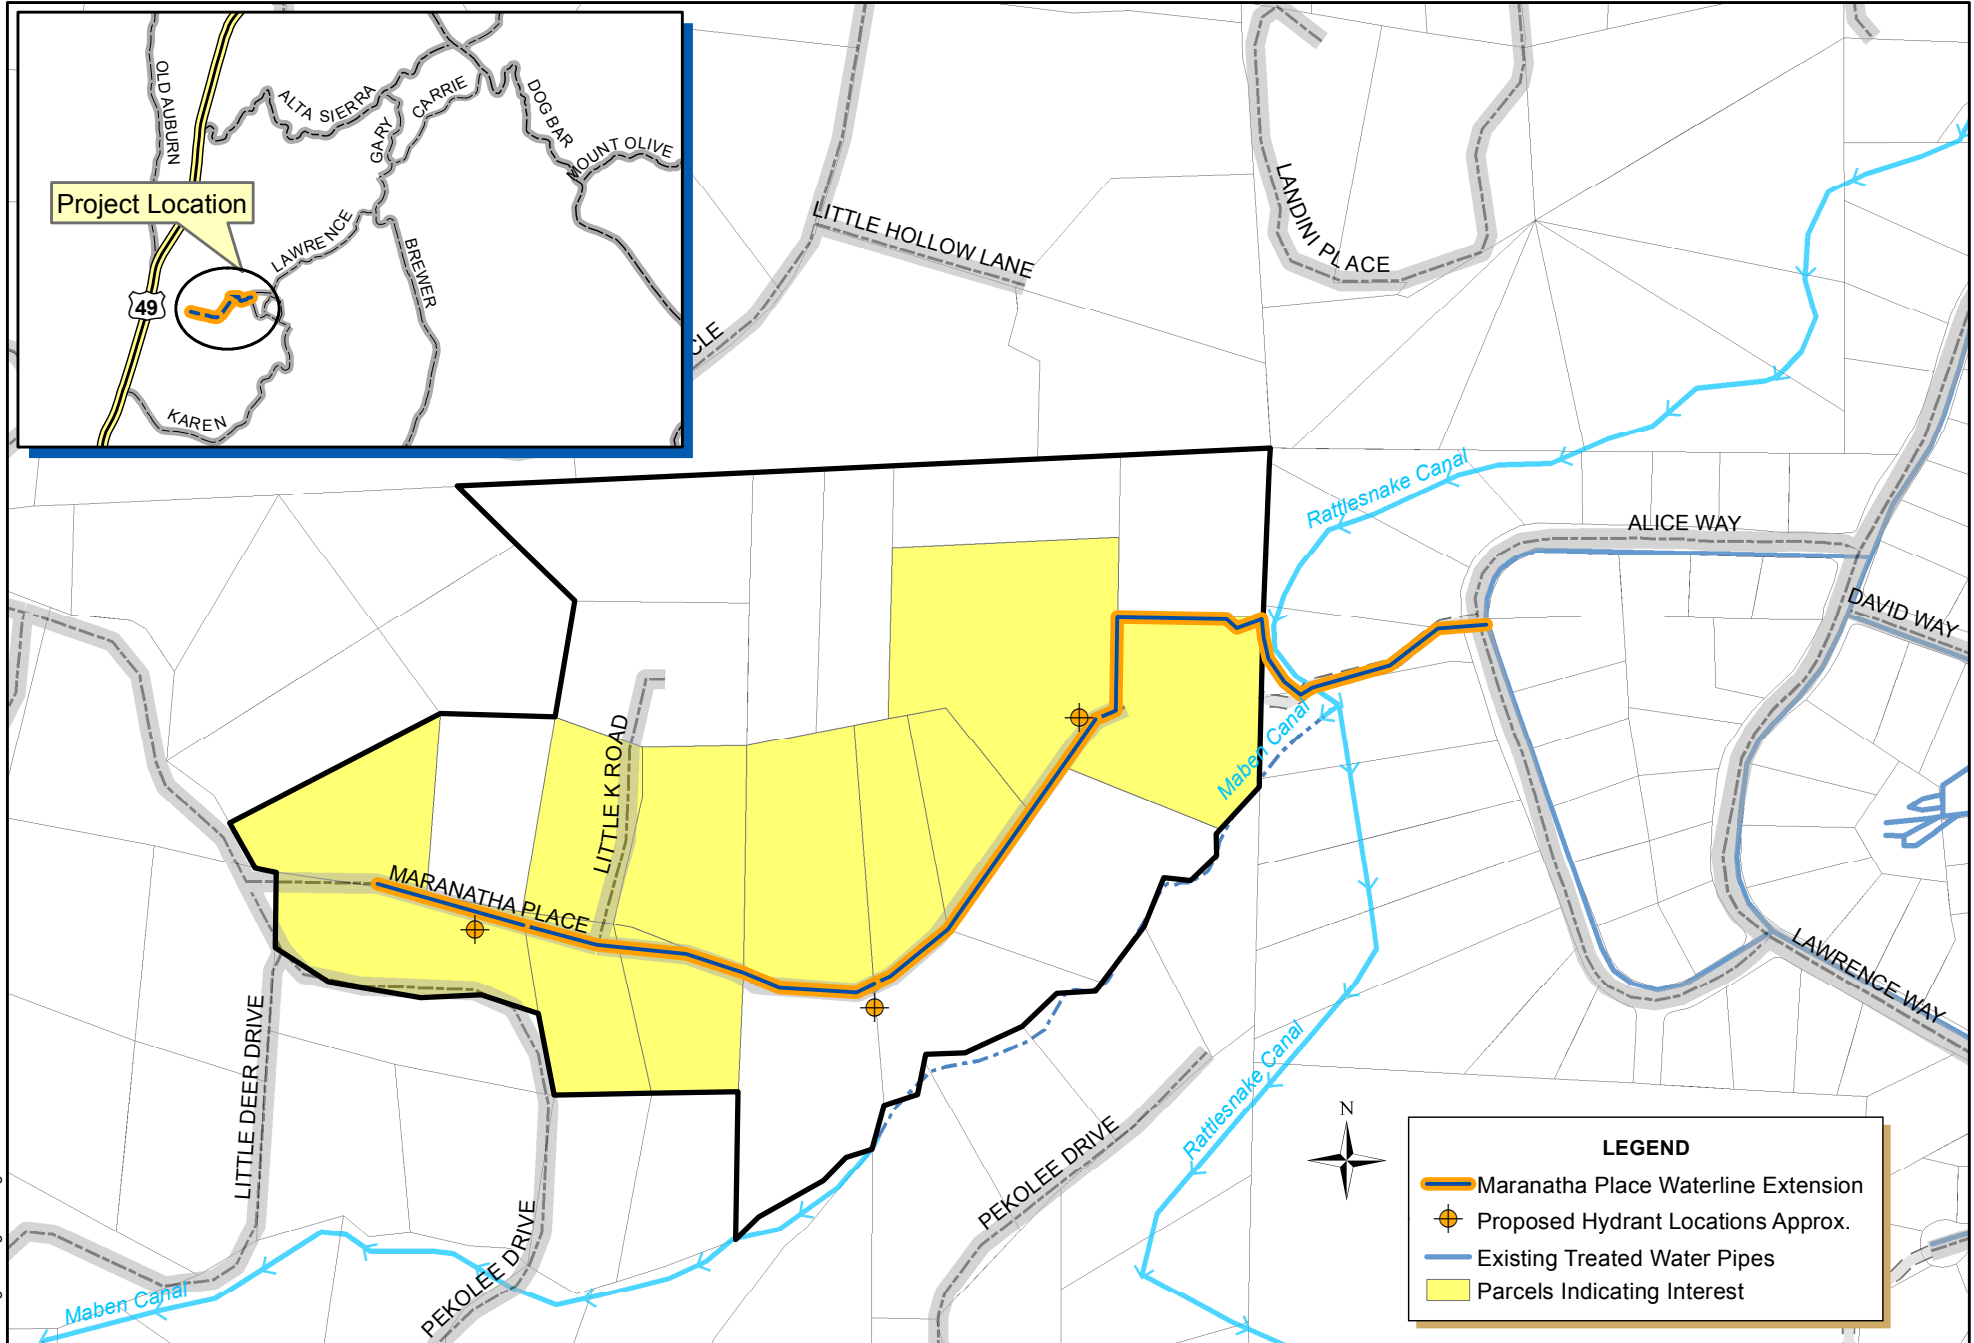 OLD AUBURN
ALTA SIERRA
GARY
CARRIE
DOG BAR
MOUNT OLIVE
Project Location
LAWRENCE
BREWER
49
KAREN
CLE
LITTLE HOLLOW LANE
LANDINI PLACE
Rattlesnake Canal
ALICE WAY
DAVID WAY
LITTLE K ROAD
Maben Canal
MARANATHA PLACE
LAWRENCE WAY
LITTLE DEER DRIVE
Rattlesnake Canal
PEKOLEE DRIVE
PEKOLEE DRIVE
Maben Canal
N
LEGEND
Maranatha Place Waterline Extension
Proposed Hydrant Locations Approx.
Existing Treated Water Pipes
Parcels Indicating Interest